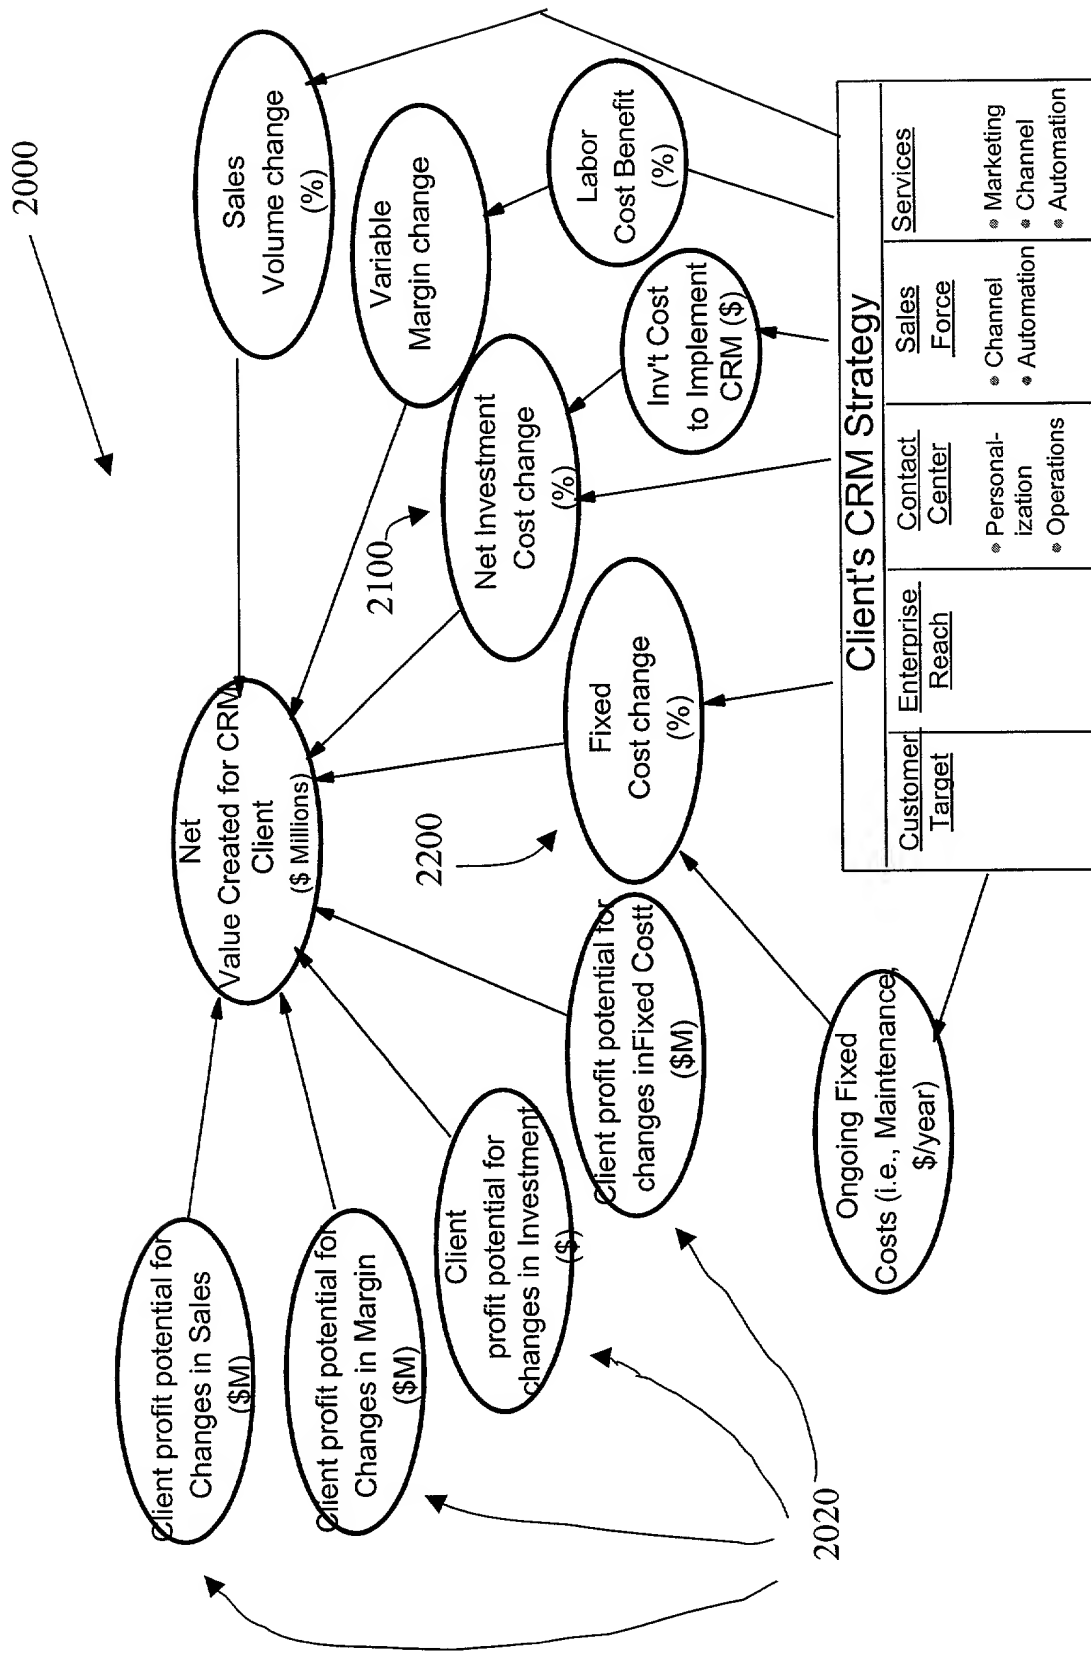 2000
Client profit potential for
Changes in Sales
($M)
Client profit potential for
Changes in Margin
($M)
Client
profit potential for
changes in Investment
($)
Client profit potential for
changes inFixed Costt
($M)
2020
Net
Value Created for CRM
Client
($ Millions)
Sales
Volume change
(%)
Variable
Margin change
2100
Net Investment
Cost change
(%)
2200
Fixed
Cost change
(%)
Labor
Cost Benefit
(%)
Inv't Cost
to Implement
CRM ($)
Ongoing Fixed
Costs (i.e., Maintenance,
$/year)
Client's CRM Strategy
Customer
Target
Enterprise
Reach
Contact
Center
• Personal-
ization
• Operations
Sales
Force
• Channel
• Automation
Services
• Marketing
• Channel
• Automation